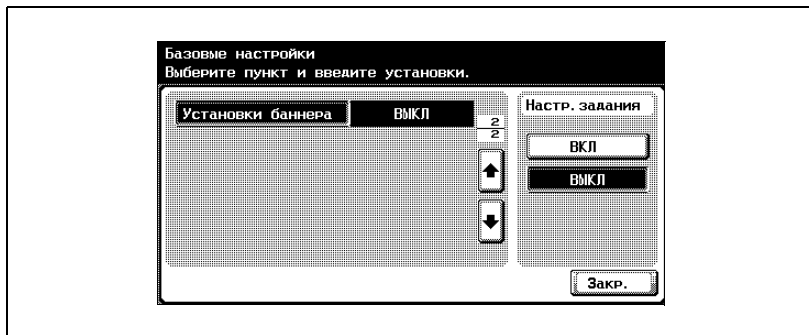 Базовые настройки
Выберите пункт и введите установки.
Установки баннера ВЫКЛ
2
2
Настр. задания
ВКЛ
ВЫКЛ
Закр.